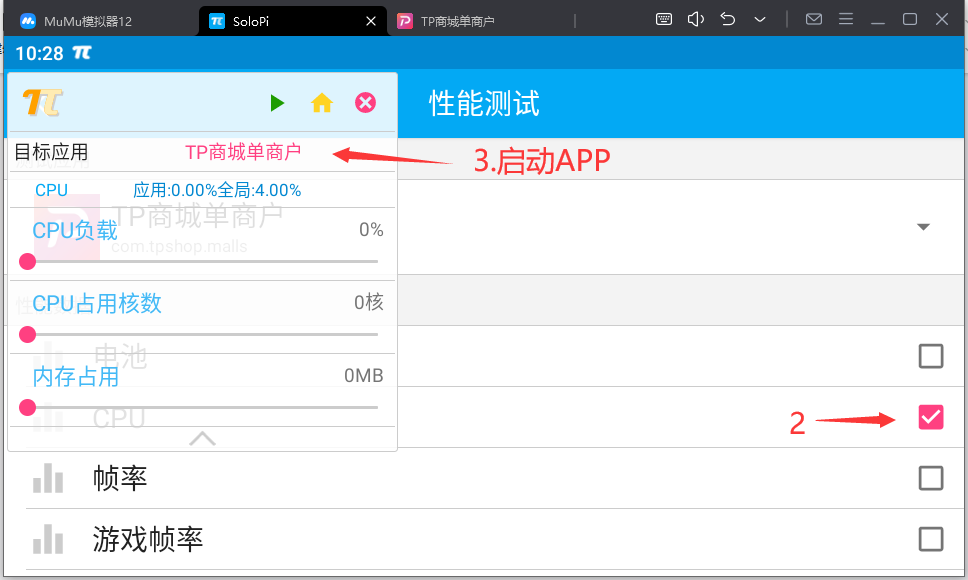 MuMu模拟器12
SoloPi
TP商城单商户
10:28
性能测试
目标应用 TP商城单商户
3.启动APP
CPU 应用:0.00%全局:4.00%
TP商城单商户
CPU负载 0%
com.tpshop.malls
CPU占用核数 0核
电池
内存占用 0MB
CPU
2
帧率
游戏帧率